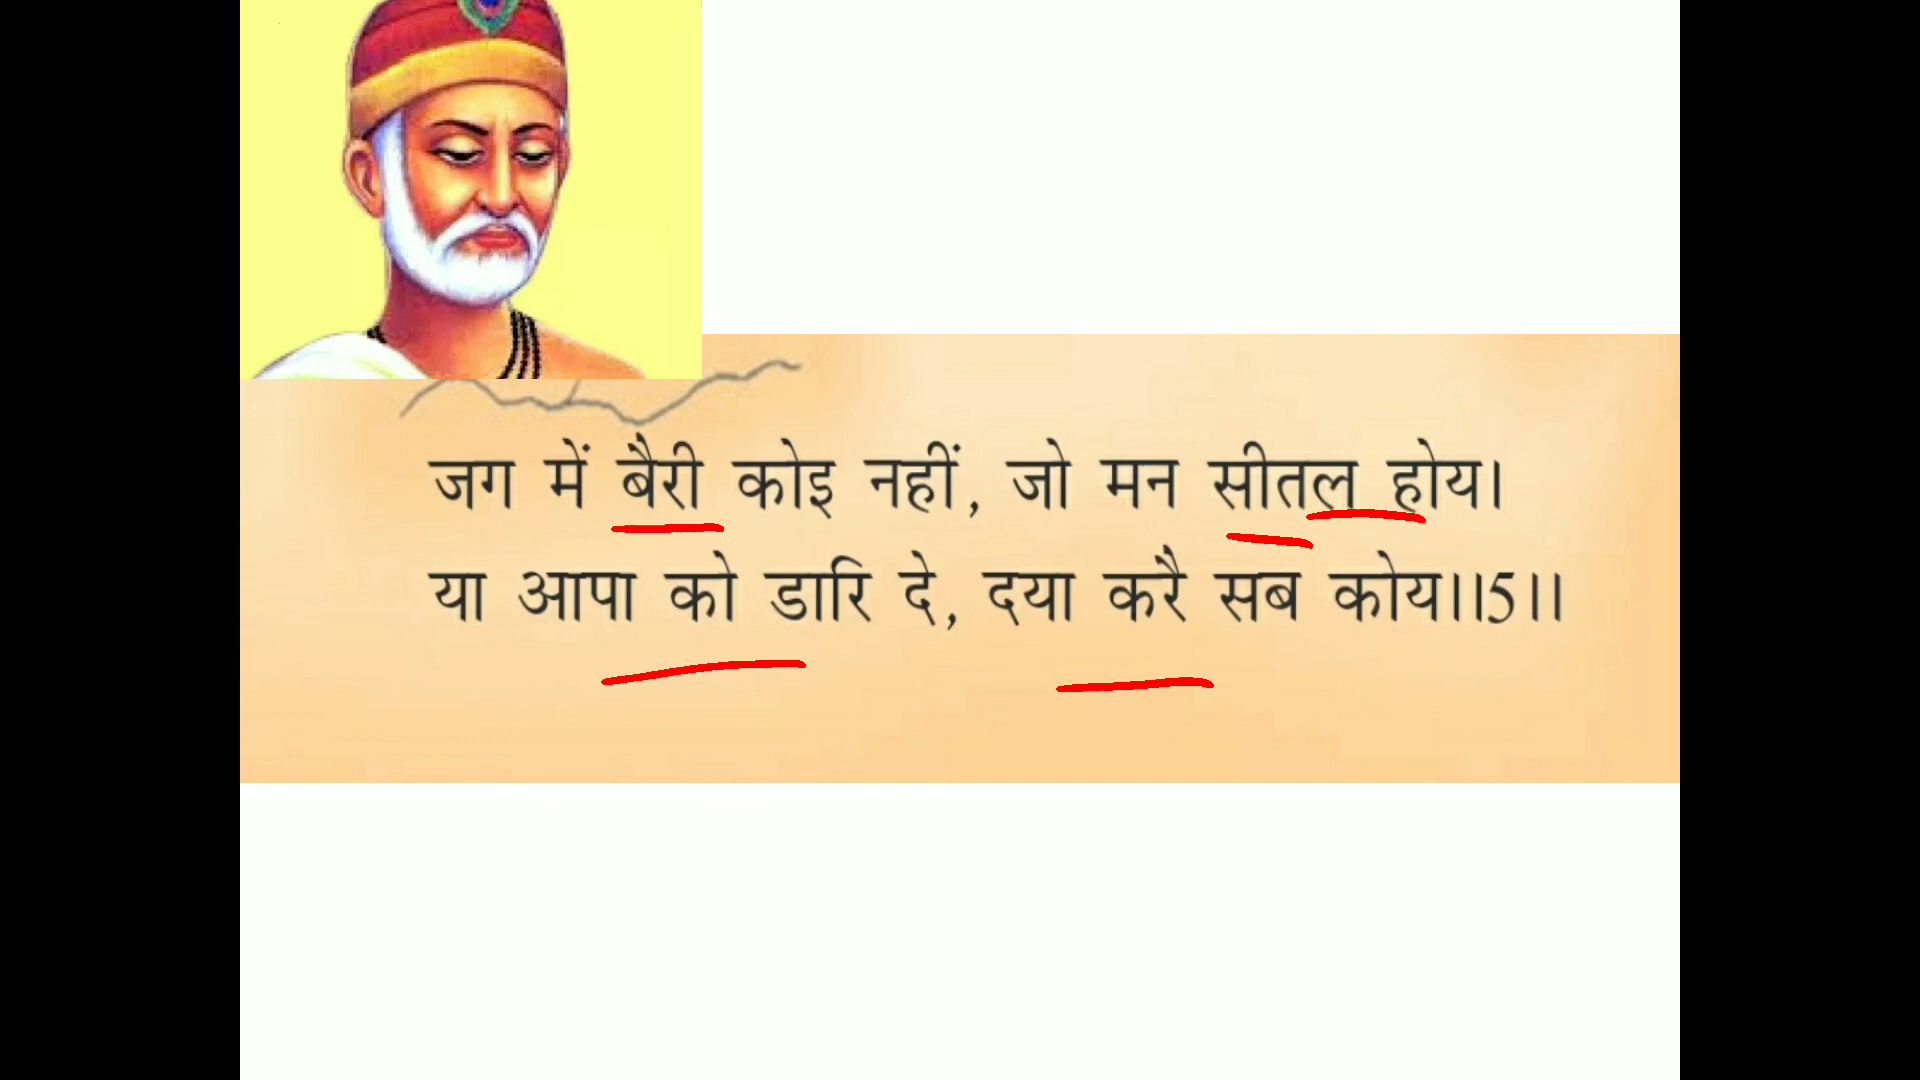 जग में बैरी कोइ नहीं, जो मन सीतल होय।
या आपा को डारि दे, दया करै सब कोय।।5।।